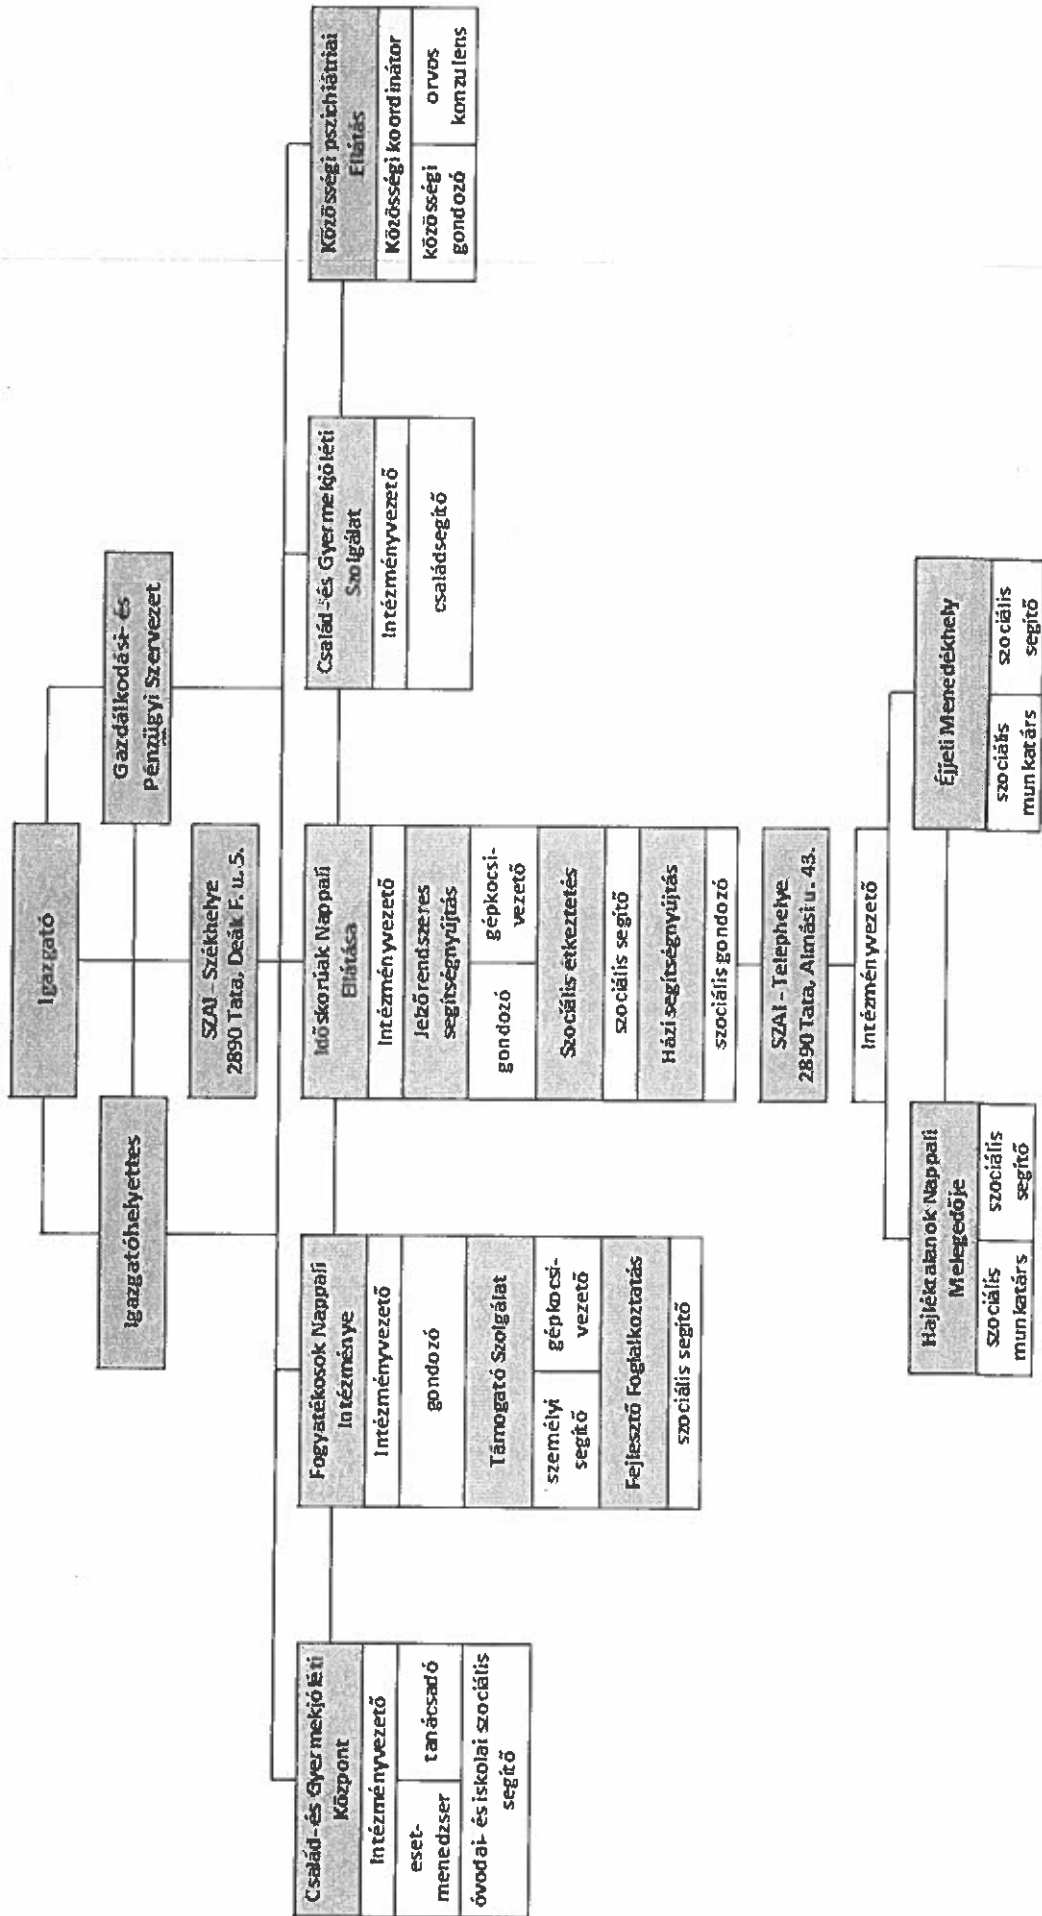 Igazgató
Igazgatóhelyettes
Gazdálkodási- és
Pénzügyi Szervezet
SZAI - Székhelye
2890 Tata, Deák F. u. 5.
Család- és Gyermekjóléti
Központ
Intézményvezető
eset-
menedzser
tanácsadó
óvodai- és iskolai szociális
segítő
Fogyatékosok Nappali
Intézménye
Intézményvezető
gondozó
Támogató Szolgálat
személyi
segítő
gépkocsi-
vezető
Fejlesztő Foglalkoztatás
szociális segítő
Időskorúak Nappali
Ellátása
Intézményvezető
Jelzőrendszeres
segítségnyújtás
gondozó
gépkocsi-
vezető
Szociális étkeztetés
szociális segítő
Házi segítségnyújtás
szociális gondozó
Család- és Gyermekjóléti
Szolgálat
Intézményvezető
családsegítő
Közösségi pszichiátriai
Ellátás
Közösségi koordinátor
közösségi
gondozó
orvos
konzulens
SZAI - Telephelye
2890 Tata, Almási u. 43.
Intézményvezető
Hajléktalanok Nappali
Melegedője
szociális
munkatárs
szociális
segítő
Éjjeli Menedékhely
szociális
munkatárs
szociális
segítő